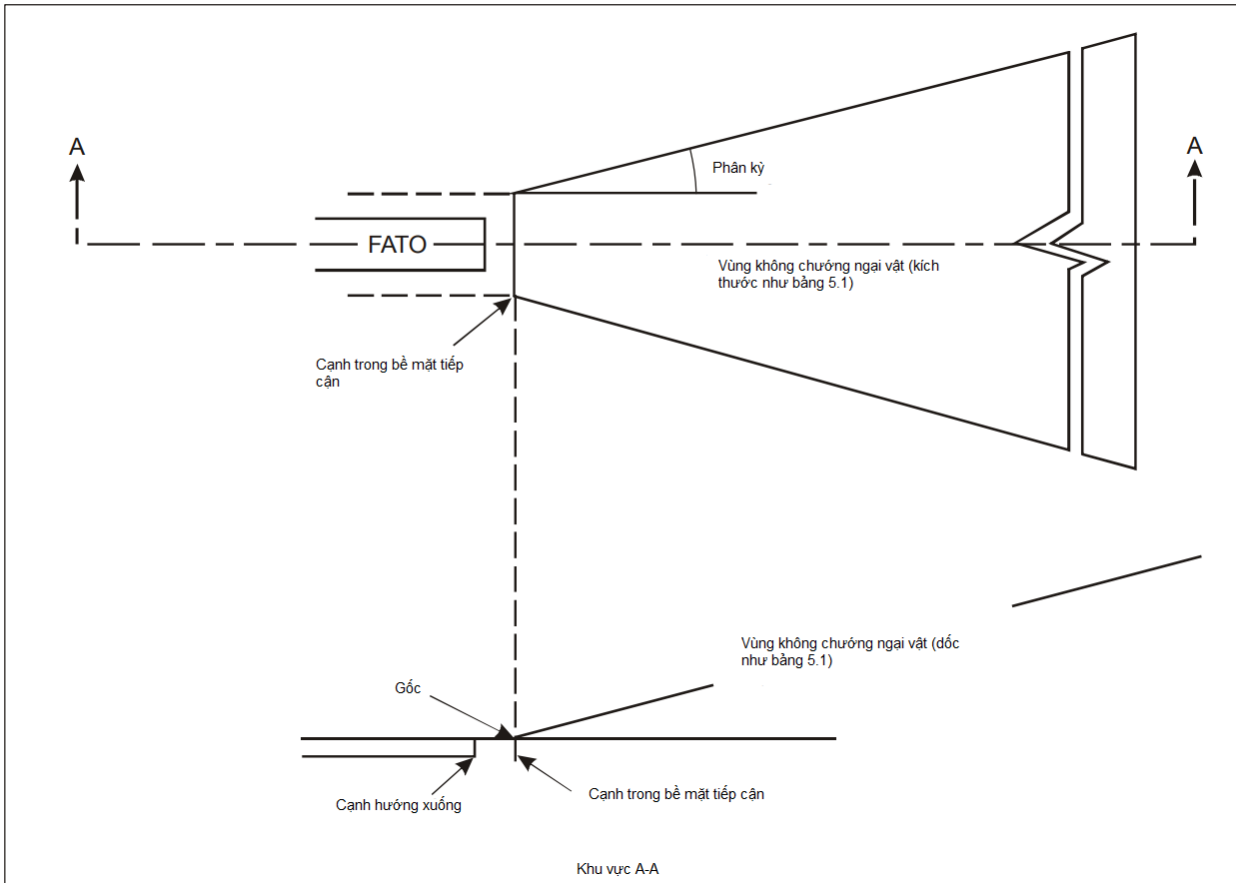 A
A
Phân kỳ
FATO
Vùng không chướng ngại vật (kích
thước như bảng 5.1)
Cạnh trong bề mặt tiếp
cận
Vùng không chướng ngại vật (dốc
như bảng 5.1)
Gốc
Cạnh hướng xuống
Cạnh trong bề mặt tiếp cận
Khu vực A-A